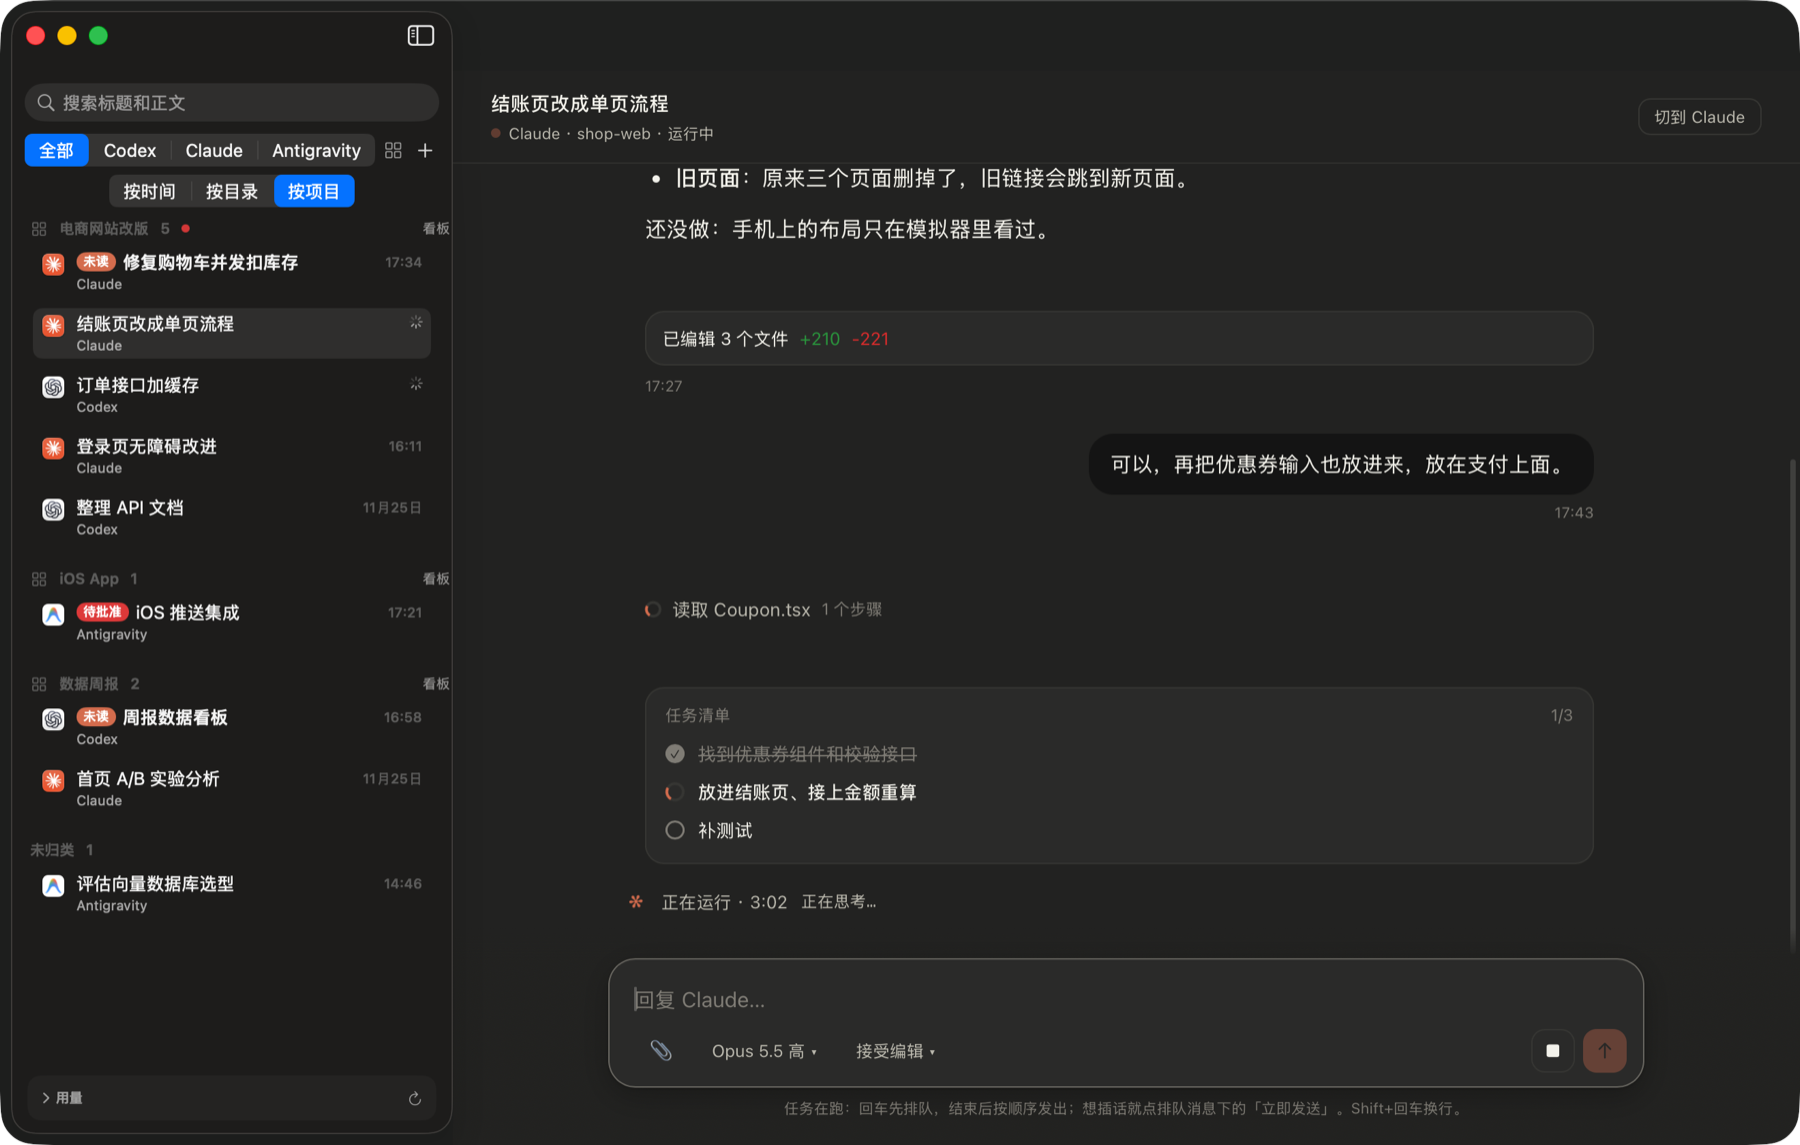 搜索标题和正文
全部 Codex Claude Antigravity
按时间 按目录 按项目
电商网站改版 5 看板
未读 修复购物车并发扣库存 17:34
Claude
结账页改成单页流程
Claude
订单接口加缓存
Codex
登录页无障碍改进 16:11
Claude
整理 API 文档 11月25日
Codex
iOS App 1 看板
待批准 iOS 推送集成 17:21
Antigravity
数据周报 2 看板
未读 周报数据看板 16:58
Codex
首页 A/B 实验分析 11月25日
Claude
未归类 1
评估向量数据库选型 14:46
Antigravity
用量
结账页改成单页流程
Claude · shop-web · 运行中
切到 Claude
• 旧页面：原来三个页面删掉了，旧链接会跳到新页面。
还没做：手机上的布局只在模拟器里看过。
已编辑 3 个文件 +210 -221
17:27
可以，再把优惠券输入也放进来，放在支付上面。
17:43
读取 Coupon.tsx 1 个步骤
任务清单 1/3
找到优惠券组件和校验接口
放进结账页、接上金额重算
补测试
正在运行 · 3:02 正在思考...
回复 Claude...
Opus 5.5 高 接受编辑
任务在跑：回车先排队，结束后按顺序发出；想插话就点排队消息下的「立即发送」。Shift+回车换行。